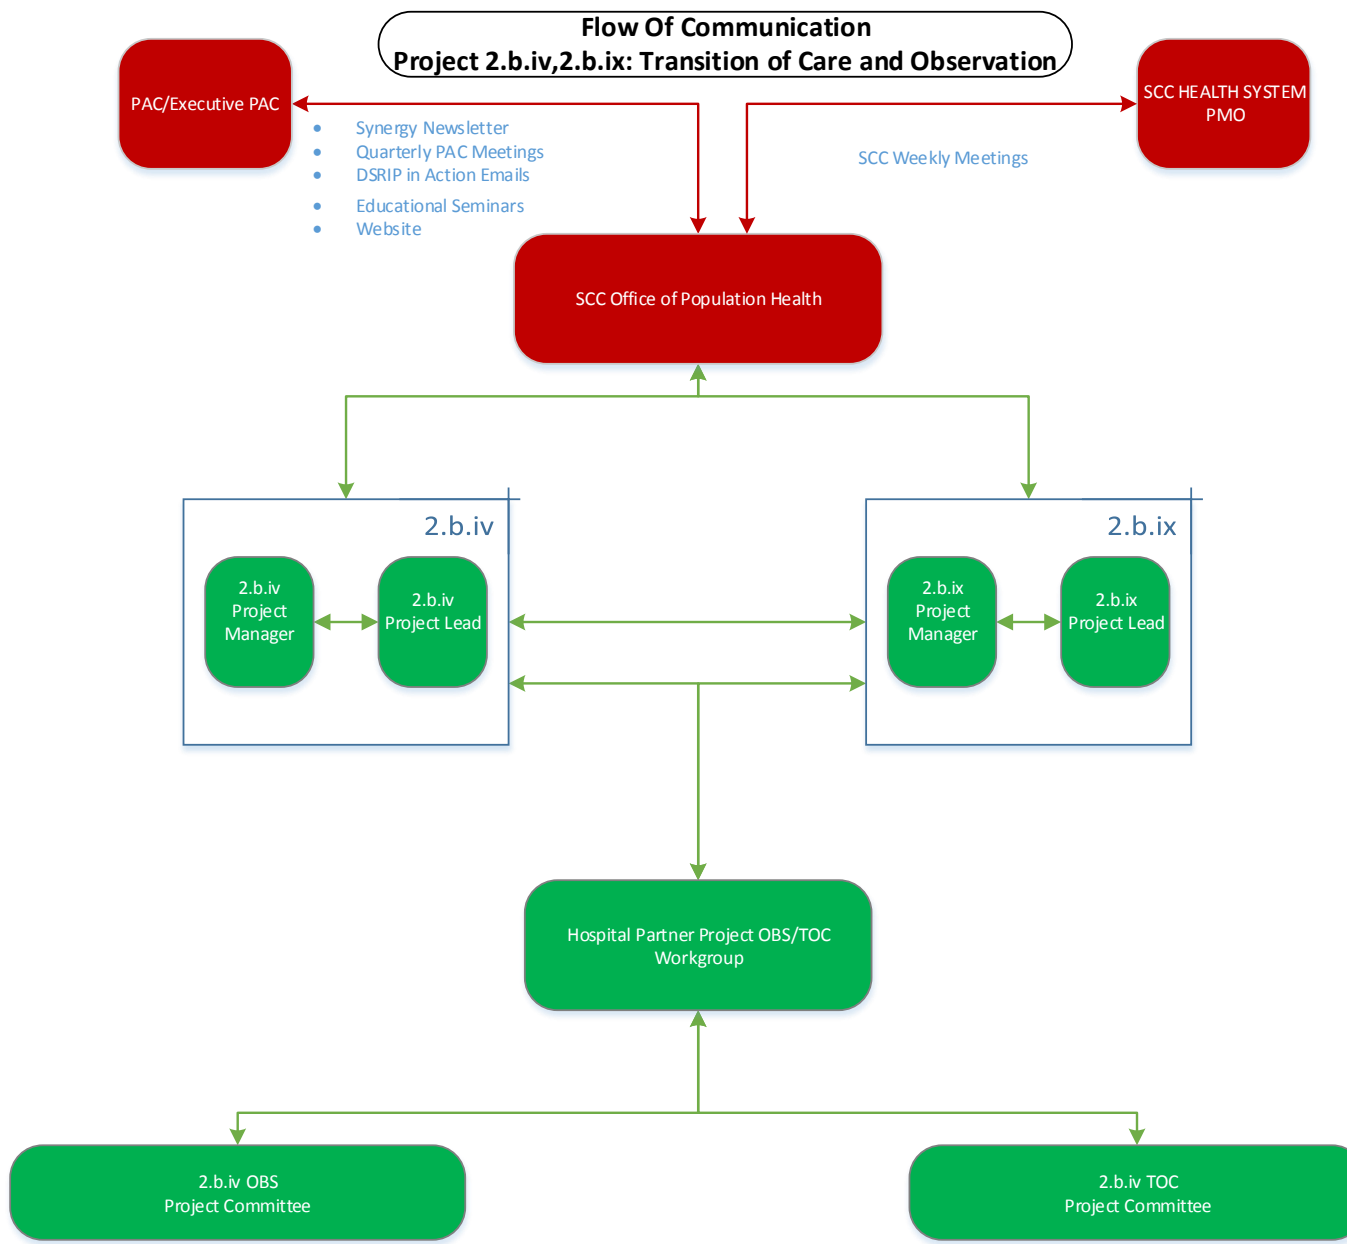 Flow Of Communication
Project 2.b.iv,2.b.ix: Transition of Care and Observation
PAC/Executive PAC
SCC HEALTH SYSTEM
PMO
• Synergy Newsletter
• Quarterly PAC Meetings
• DSRIP in Action Emails
• Educational Seminars
• Website
SCC Weekly Meetings
SCC Office of Population Health
2.b.iv
2.b.iv
Project
Manager
2.b.iv
Project Lead
2.b.ix
2.b.ix
Project
Manager
2.b.ix
Project Lead
Hospital Partner Project OBS/TOC
Workgroup
2.b.iv OBS
Project Committee
2.b.iv TOC
Project Committee